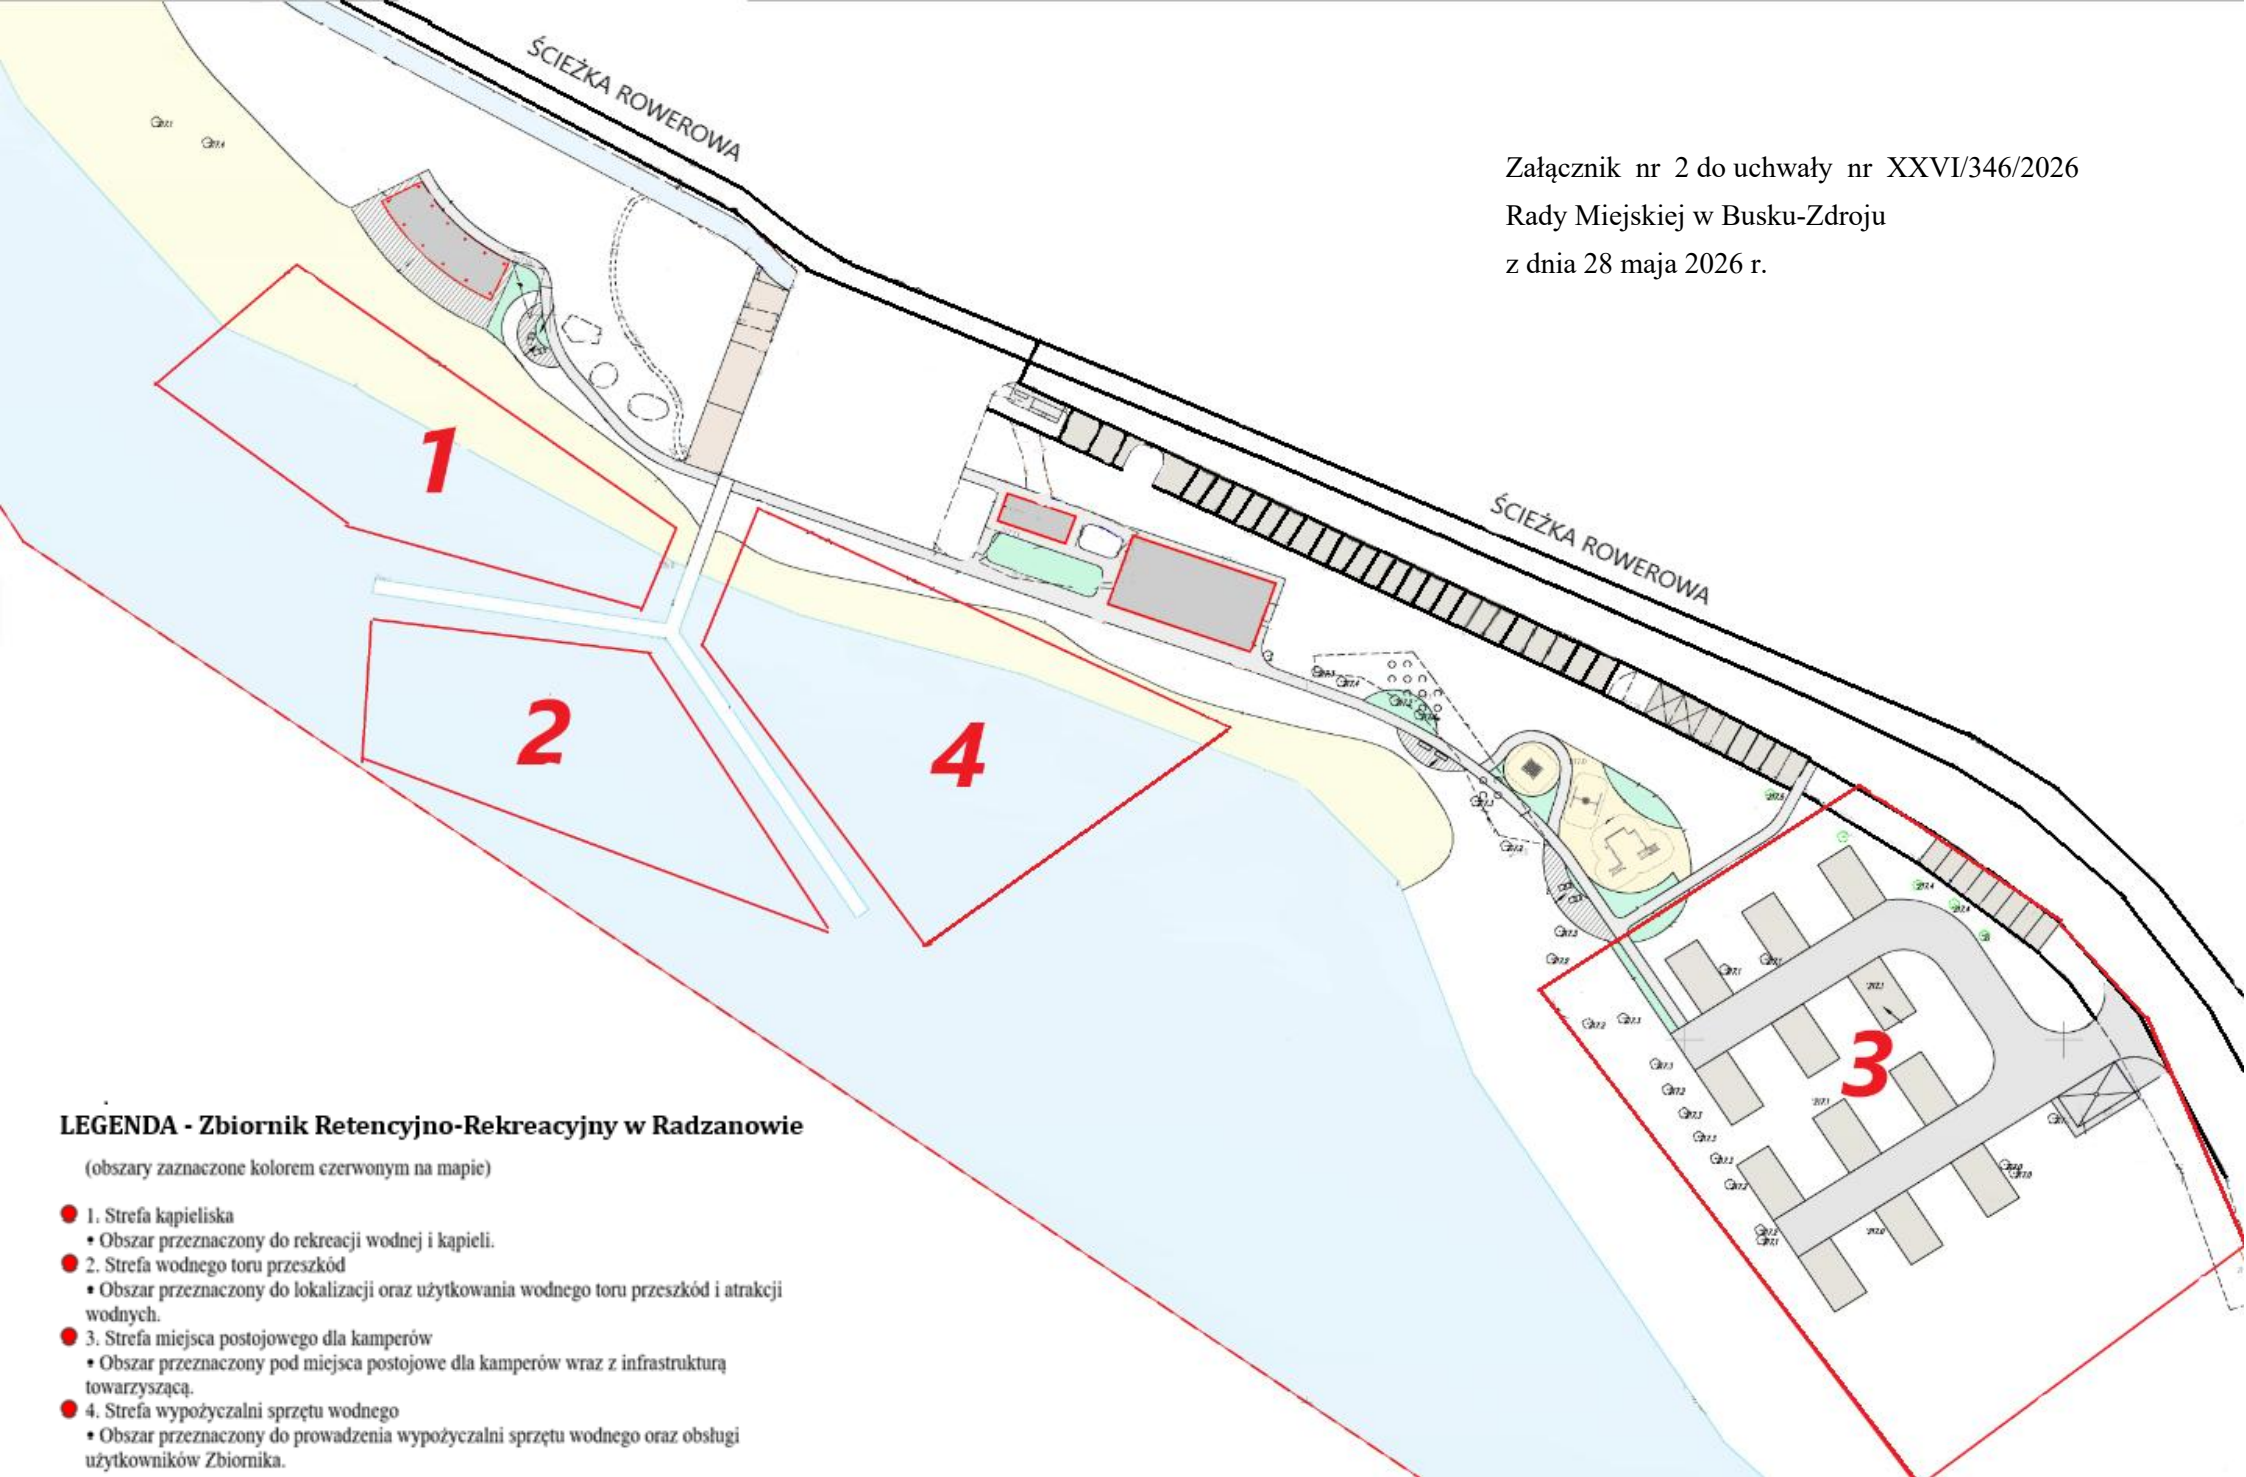 ŚCIEŻKA ROWEROWA
Załącznik nr 2 do uchwały nr XXVI/346/2026
Rady Miejskiej w Busku-Zdroju
z dnia 28 maja 2026 r.
1
ŚCIEŻKA ROWEROWA
2
4
3
LEGENDA - Zbiornik Retencyjno-Rekreacyjny w Radzanowie
(obszary zaznaczone kolorem czerwonym na mapie)
1. Strefa kąpieliska
• Obszar przeznaczony do rekreacji wodnej i kąpieli.
2. Strefa wodnego toru przeszkód
• Obszar przeznaczony do lokalizacji oraz użytkowania wodnego toru przeszkód i atrakcji
wodnych.
3. Strefa miejsca postojowego dla kamperów
• Obszar przeznaczony pod miejsca postojowe dla kamperów wraz z infrastrukturą
towarzyszącą.
4. Strefa wypożyczalni sprzętu wodnego
• Obszar przeznaczony do prowadzenia wypożyczalni sprzętu wodnego oraz obsługi
użytkowników Zbiornika.